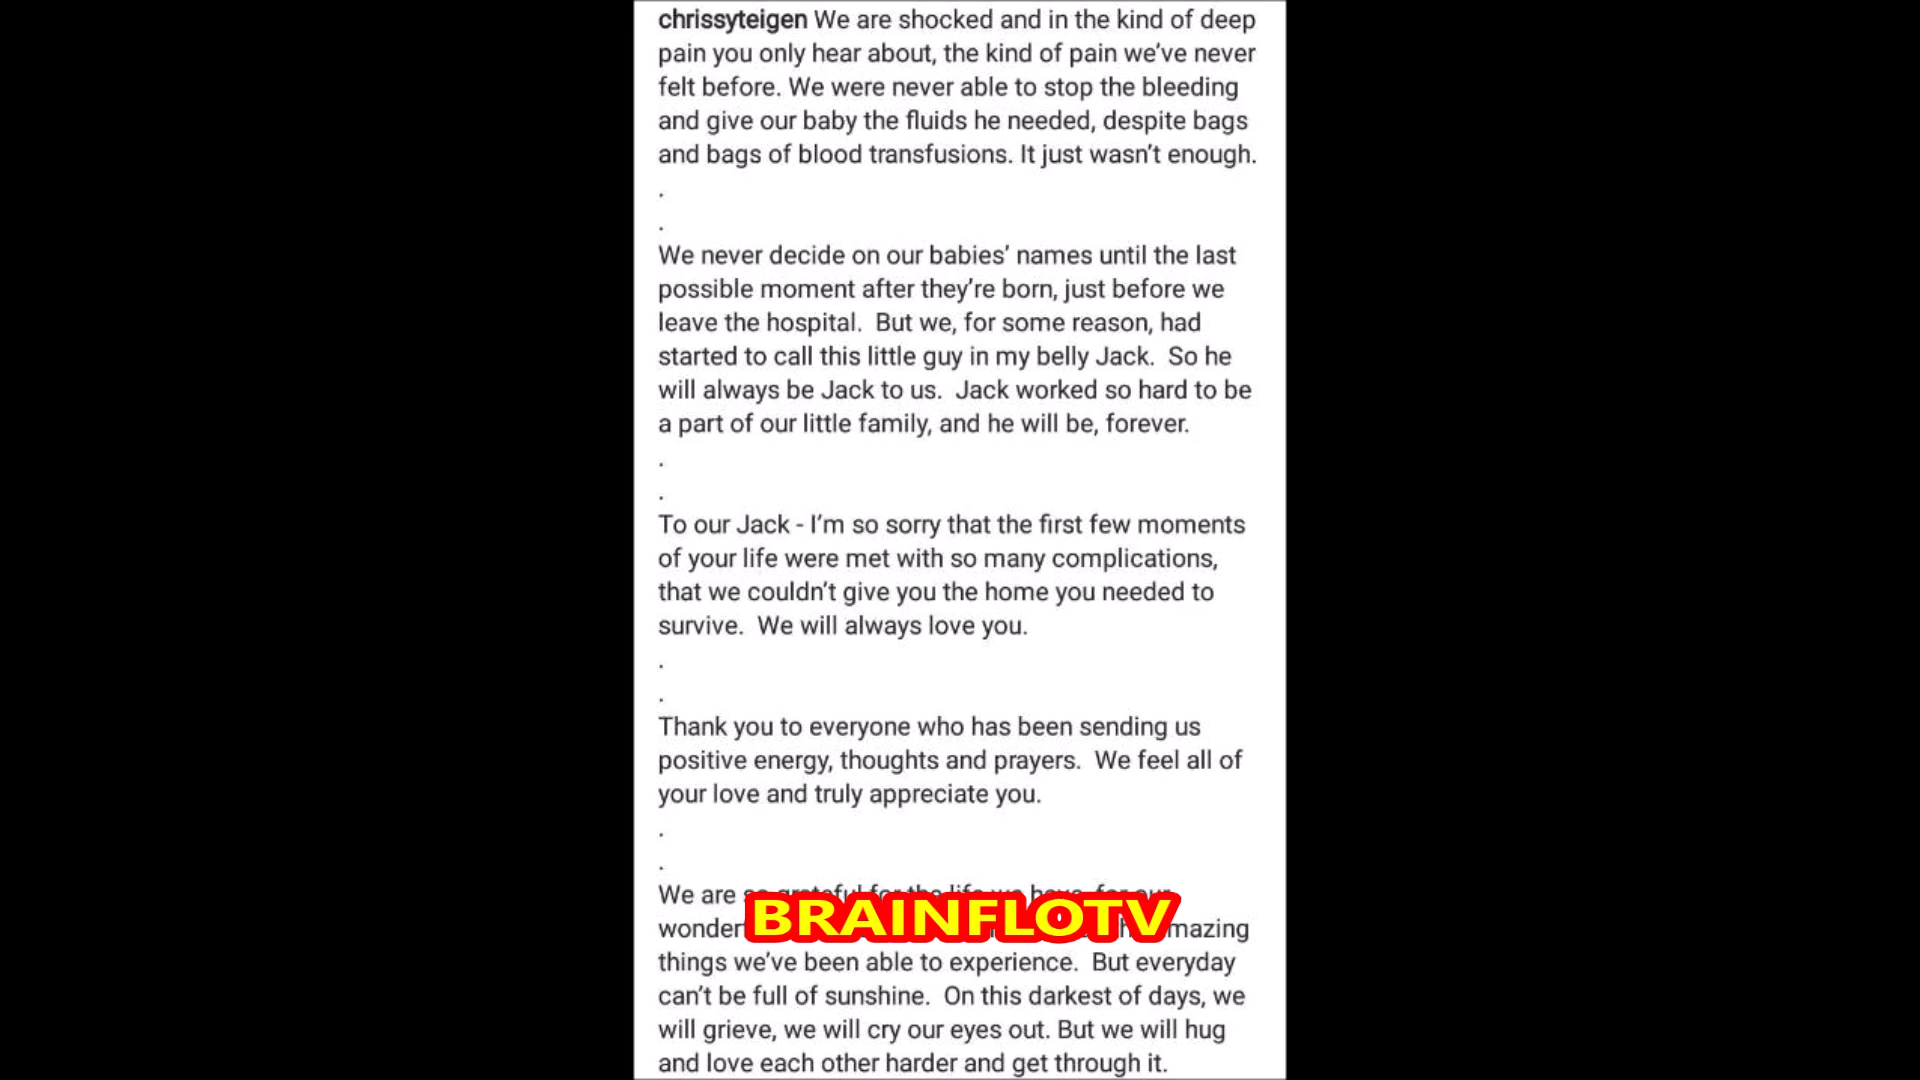 chrissyteigen We are shocked and in the kind of deep
pain you only hear about, the kind of pain we’ve never
felt before. We were never able to stop the bleeding
and give our baby the fluids he needed, despite bags
and bags of blood transfusions. It just wasn’t enough.
.
.
We never decide on our babies’ names until the last
possible moment after they’re born, just before we
leave the hospital.  But we, for some reason, had
started to call this little guy in my belly Jack.  So he
will always be Jack to us.  Jack worked so hard to be
a part of our little family, and he will be, forever.
.
.
To our Jack - I’m so sorry that the first few moments
of your life were met with so many complications,
that we couldn’t give you the home you needed to
survive.  We will always love you.
.
.
Thank you to everyone who has been sending us
positive energy, thoughts and prayers.  We feel all of
your love and truly appreciate you.
.
.
We are so grateful for the life we have, for our
BRAINFLOTV
things we’ve been able to experience.  But everyday
can’t be full of sunshine.  On this darkest of days, we
will grieve, we will cry our eyes out. But we will hug
and love each other harder and get through it.